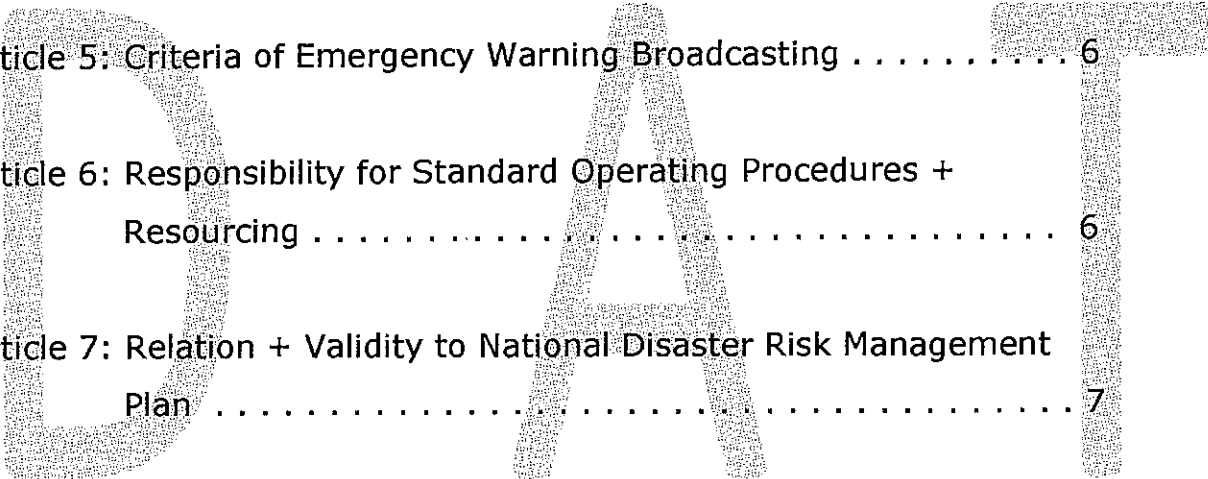 ticle 5: Criteria of Emergency Warning Broadcasting . . . . . . . . . . 6
ticle 6: Responsibility for Standard Operating Procedures +
Resourcing . . . . . . . . . . . . . . . . . . . . . . . . . . . . . . . . . 6
ticle 7: Relation + Validity to National Disaster Risk Management
Plan . . . . . . . . . . . . . . . . . . . . . . . . . . . . . . . . . . . . . . 7
DAT